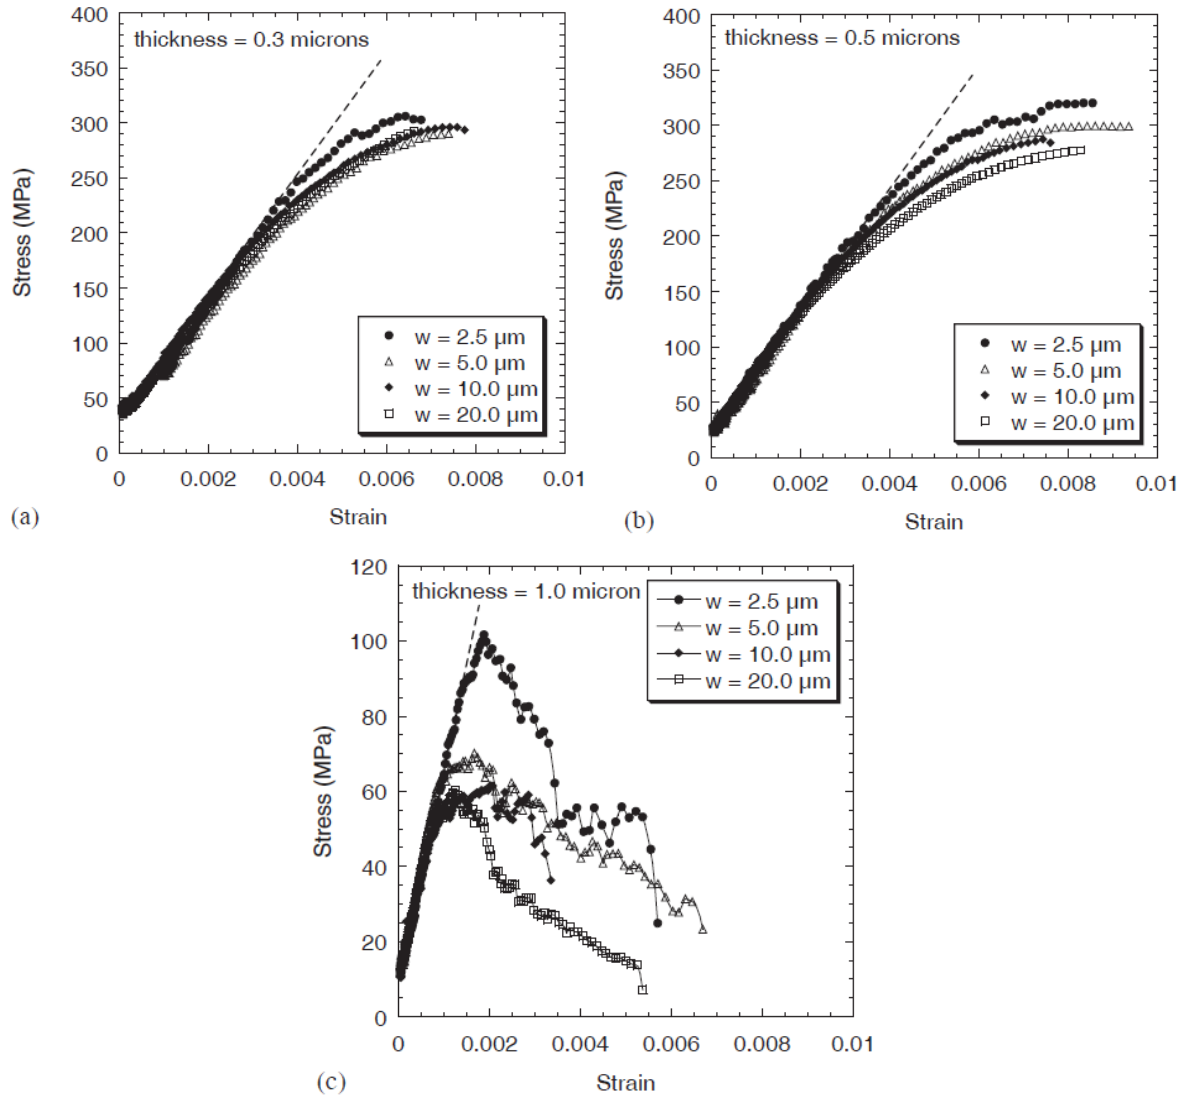 thickness = 0.3 microns
400
350
300
250
200
150
100
50
0
Stress (MPa)
w = 2.5 μm
w = 5.0 μm
w = 10.0 μm
w = 20.0 μm
0 0.002 0.004 0.006 0.008 0.01
Strain
(a)
thickness = 0.5 microns
400
350
300
250
200
150
100
50
0
Stress (MPa)
w = 2.5 μm
w = 5.0 μm
w = 10.0 μm
w = 20.0 μm
0 0.002 0.004 0.006 0.008 0.01
Strain
(b)
thickness = 1.0 micron
120
100
80
60
40
20
0
Stress (MPa)
w = 2.5 μm
w = 5.0 μm
w = 10.0 μm
w = 20.0 μm
0 0.002 0.004 0.006 0.008 0.01
Strain
(c)